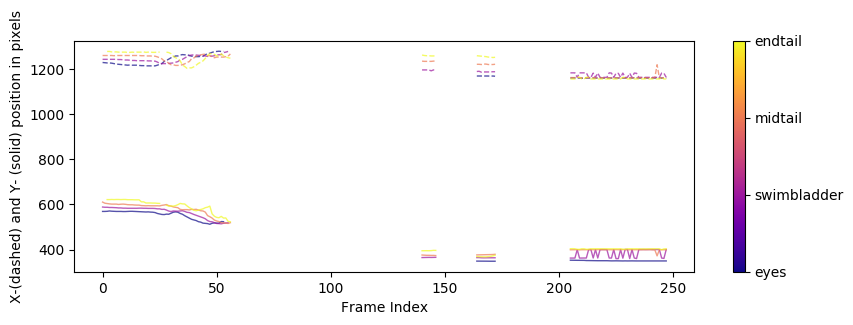 X-(dashed) and Y- (solid) position in pixels
1200
1000
800
600
400
0
50
100
150
200
250
Frame Index
endtail
midtail
swimbladder
eyes